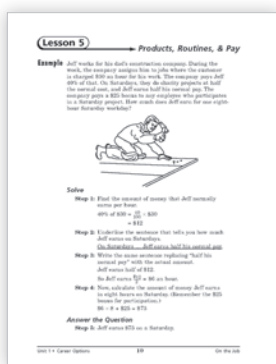 Lesson 5
Products, Routines, & Pay
Example Jeff works for his dad's construction company. During the
week, the company assigns him to jobs where the customer
is charged $30 an hour for his work. The company pays Jeff
40% of that. On Saturdays, they do charity projects at half
the normal cost, and Jeff earns half his normal pay. The
company pays a $25 bonus to any employee who participates
in a Saturday project. How much does Jeff earn for one eight-
hour Saturday workday?
Solve
Step 1: Find the amount of money that Jeff normally
earns per hour.
40% of $30 =
= $12
Step 2: Underline the sentence that tells you how much
Jeff earns on Saturdays.
On Saturdays ... Jeff earns half his normal pay
Step 3: Write the same sentence replacing "half his
normal pay" with the actual amount.
Jeff earns half of $12.
So Jeff earns = $6 an hour.
Step 4: Now, calculate the amount of money Jeff earns
in eight hours on Saturday. (Remember the $25
bonus for participation.)
$6 × 8 + $25 = $73
Answer the Question
Step 5: Jeff earns $73 on a Saturday.
Unit 1 • Career Options
10
On the Job